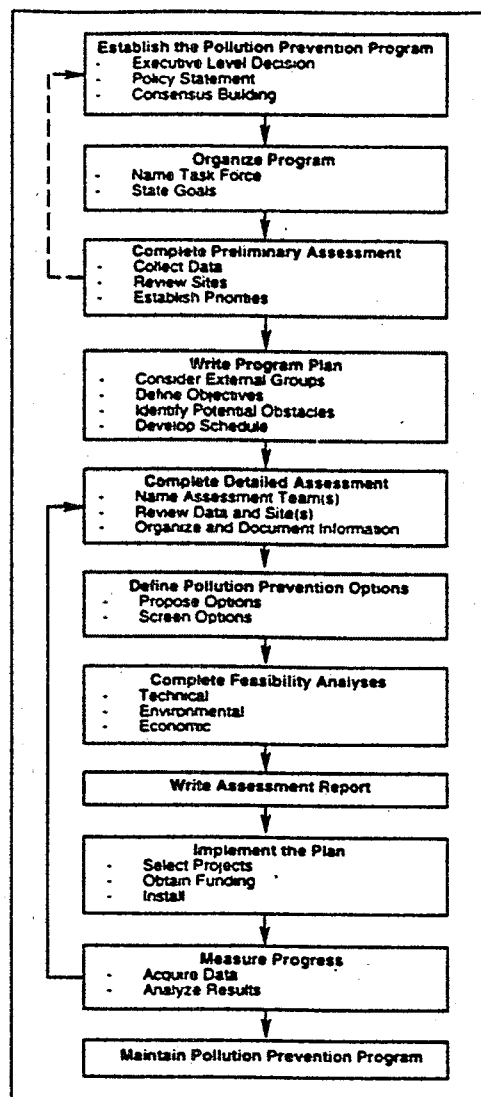 Establish the Pollution Prevention Program
- Executive Level Decision
- Policy Statement
- Consensus Building
Organize Program
- Name Task Force
- State Goals
Complete Preliminary Assessment
- Collect Data
- Review Sites
- Establish Priorities
Write Program Plan
- Consider External Groups
- Define Objectives
- Identify Potential Obstacles
- Develop Schedule
Complete Detailed Assessment
- Name Assessment Team(s)
- Review Data and Site(s)
- Organize and Document Information
Define Pollution Prevention Options
- Propose Options
- Screen Options
Complete Feasibility Analyses
- Technical
- Environmental
- Economic
Write Assessment Report
Implement the Plan
- Select Projects
- Obtain Funding
- Install
Measure Progress
- Acquire Data
- Analyze Results
Maintain Pollution Prevention Program